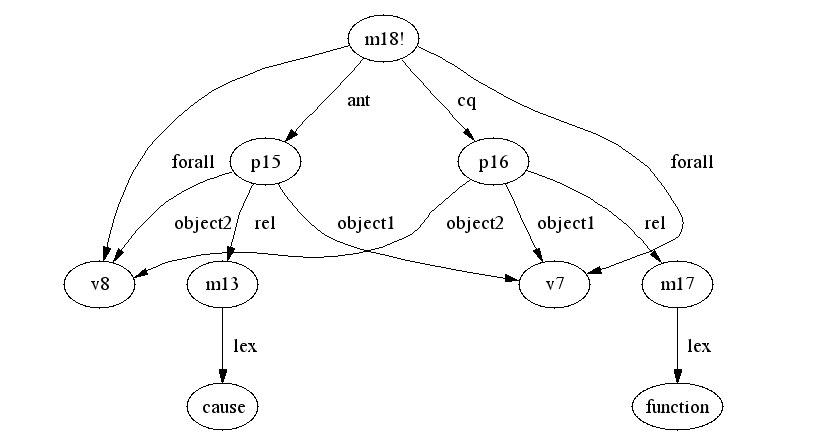 m18!
ant
cq
forall
p15
p16
forall
object2
rel
object1
object2
object1
rel
v8
m13
v7
m17
lex
lex
cause
function